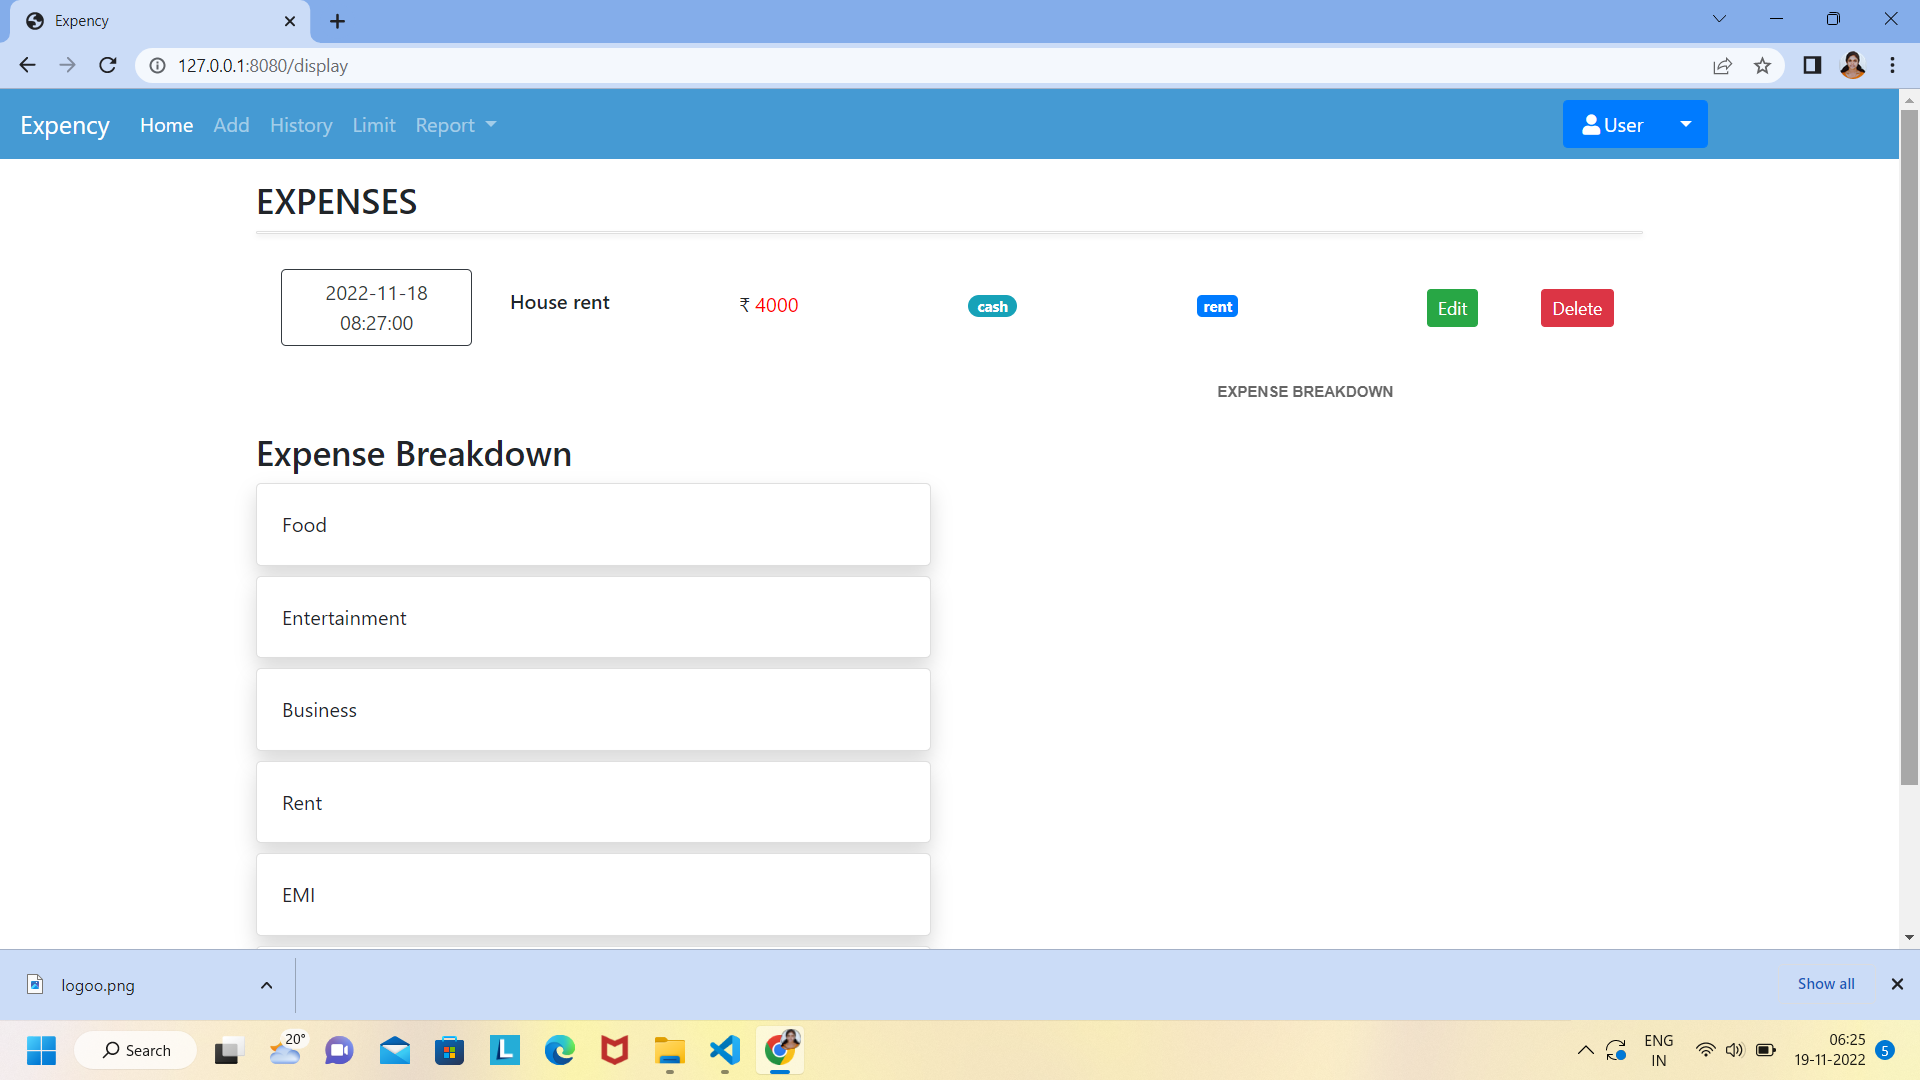 Expency
127.0.0.1:8080/display
Expency Home Add History Limit Report User
EXPENSES
2022-11-18
08:27:00
House rent
₹ 4000
cash
rent
Edit
Delete
EXPENSE BREAKDOWN
Expense Breakdown
Food
Entertainment
Business
Rent
EMI
logoo.png
Show all
Search
20°
L
ENG
IN
06:25
19-11-2022
5